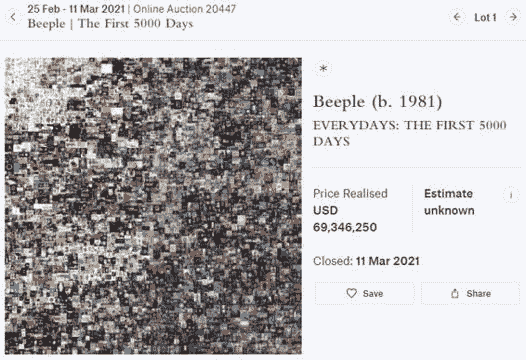 25 Feb - 11 Mar 2021 | Online Auction 20447
Beeple | The First 5000 Days
Lot 1
Beeple (b. 1981)
EVERYDAYS: THE FIRST 5000
DAYS
Price Realised
USD
69,346,250
Estimate
unknown
i
Closed: 11 Mar 2021
Save
Share